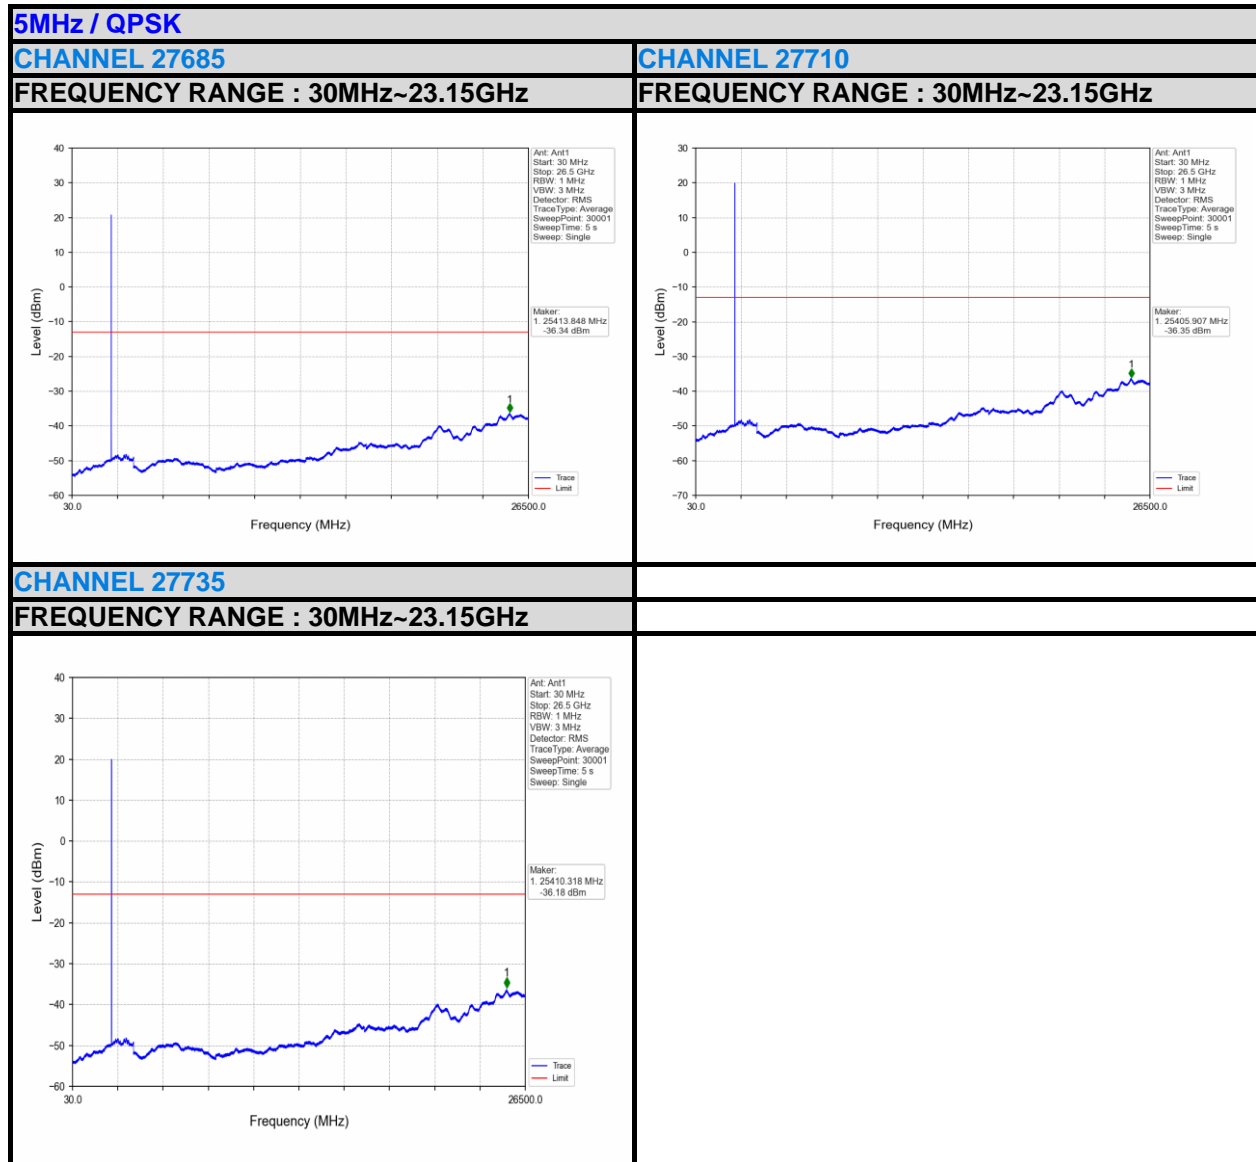 5MHz / QPSK
CHANNEL 27685
CHANNEL 27710
FREQUENCY RANGE : 30MHz~23.15GHz
FREQUENCY RANGE : 30MHz~23.15GHz
40
30
20
10
0
−10
−20
−30
−40
−50
−60
Level (dBm)
30.0
26500.0
Frequency (MHz)
1
Ant: Ant1
Start: 30 MHz
Stop: 26.5 GHz
RBW: 1 MHz
VBW: 3 MHz
Detector: RMS
TraceType: Average
SweepPoint: 30001
SweepTime: 5 s
Sweep: Single
Maker:
1. 25413.848 MHz
-36.34 dBm
Trace
Limit
30
20
10
0
−10
−20
−30
−40
−50
−60
−70
Level (dBm)
30.0
26500.0
Frequency (MHz)
1
Ant: Ant1
Start: 30 MHz
Stop: 26.5 GHz
RBW: 1 MHz
VBW: 3 MHz
Detector: RMS
TraceType: Average
SweepPoint: 30001
SweepTime: 5 s
Sweep: Single
Maker:
1. 25405.907 MHz
-36.35 dBm
Trace
Limit
CHANNEL 27735
FREQUENCY RANGE : 30MHz~23.15GHz
40
30
20
10
0
−10
−20
−30
−40
−50
−60
Level (dBm)
30.0
26500.0
Frequency (MHz)
1
Ant: Ant1
Start: 30 MHz
Stop: 26.5 GHz
RBW: 1 MHz
VBW: 3 MHz
Detector: RMS
TraceType: Average
SweepPoint: 30001
SweepTime: 5 s
Sweep: Single
Maker:
1. 25410.318 MHz
-36.18 dBm
Trace
Limit